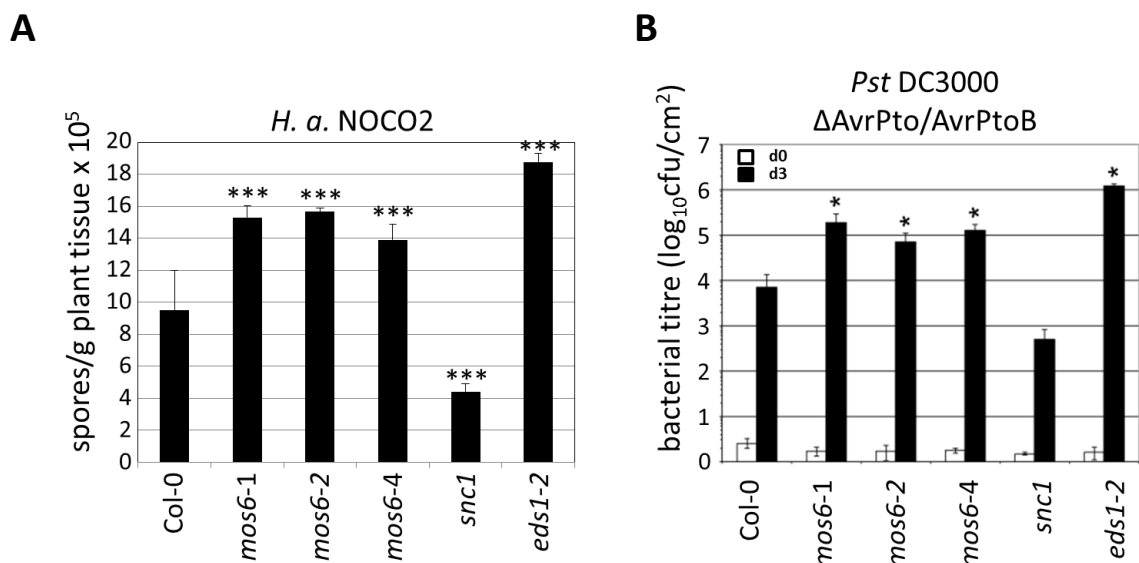 A
B
H. a. NOCO2
Pst DC3000
ΔAvrPto/AvrPtoB
spores/g plant tissue x 10⁵
20
18
16
14
12
10
8
6
4
2
0
***
***
***
***
***
Col-0
mos6-1
mos6-2
mos6-4
snc1
eds1-2
bacterial titre (log₁₀cfu/cm²)
7
6
5
4
3
2
1
0
d0
d3
*
*
*
*
Col-0
mos6-1
mos6-2
mos6-4
snc1
eds1-2